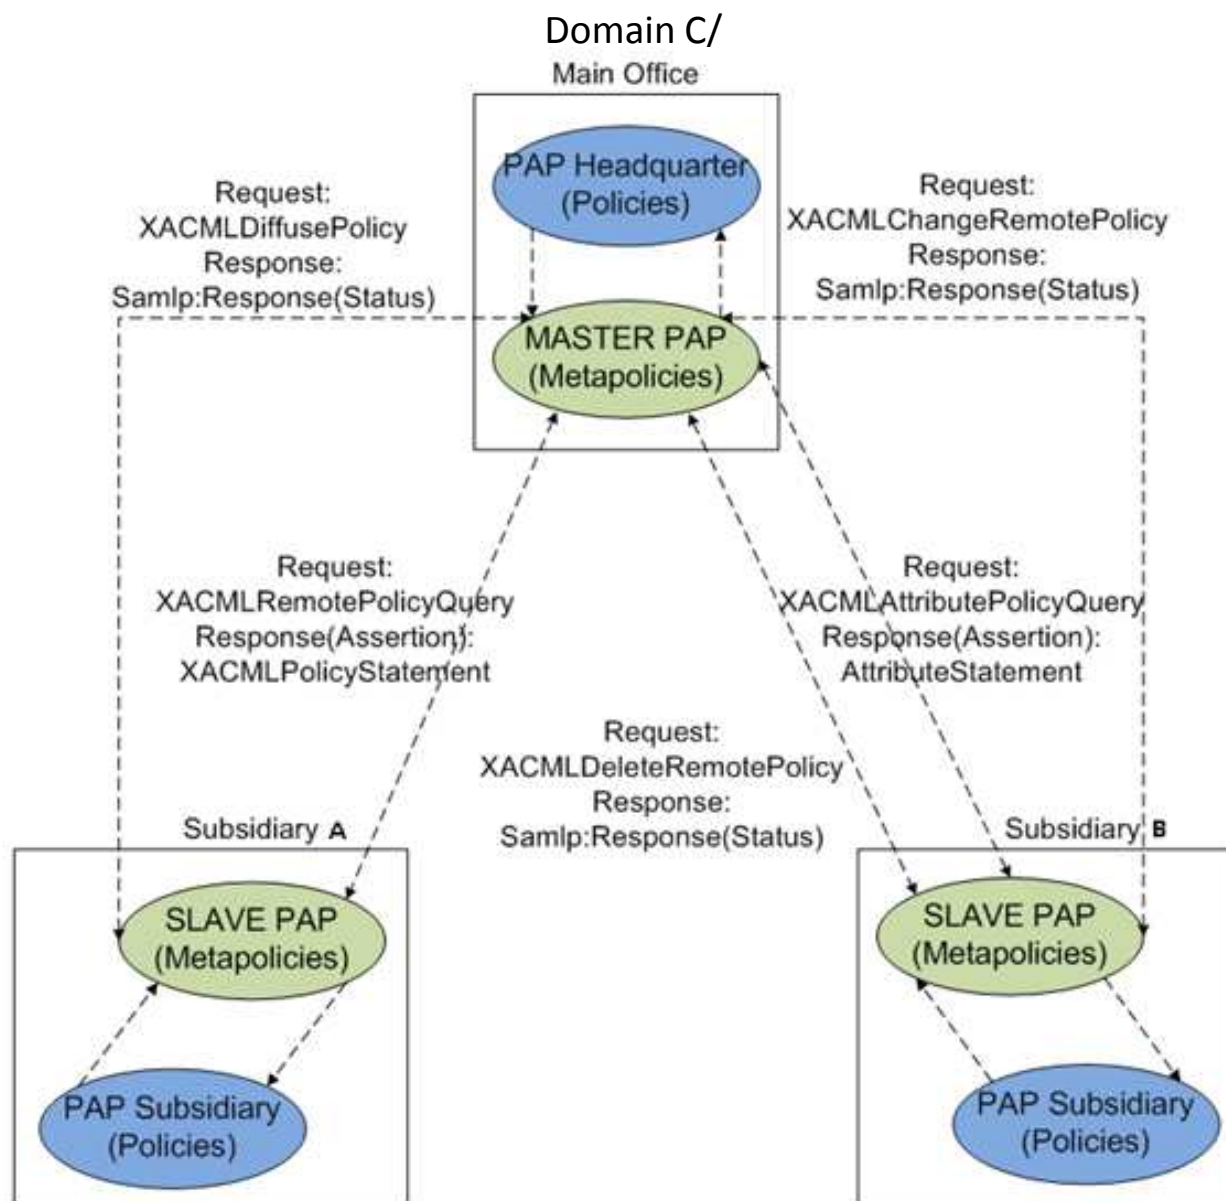 Domain C/
Main Office
PAP Headquarter
(Policies)
Request:
XACMLDiffusePolicy
Response:
Samlp:Response(Status)
Request:
XACMLChangeRemotePolicy
Response:
Samlp:Response(Status)
MASTER PAP
(Metapolicies)
Request:
XACMLRemotePolicyQuery
Response(Assertion):
XACMLPolicyStatement
Request:
XACMLAttributePolicyQuery
Response(Assertion):
AttributeStatement
Request:
XACMLDeleteRemotePolicy
Response:
Samlp:Response(Status)
Subsidiary A
SLAVE PAP
(Metapolicies)
PAP Subsidiary
(Policies)
Subsidiary B
SLAVE PAP
(Metapolicies)
PAP Subsidiary
(Policies)